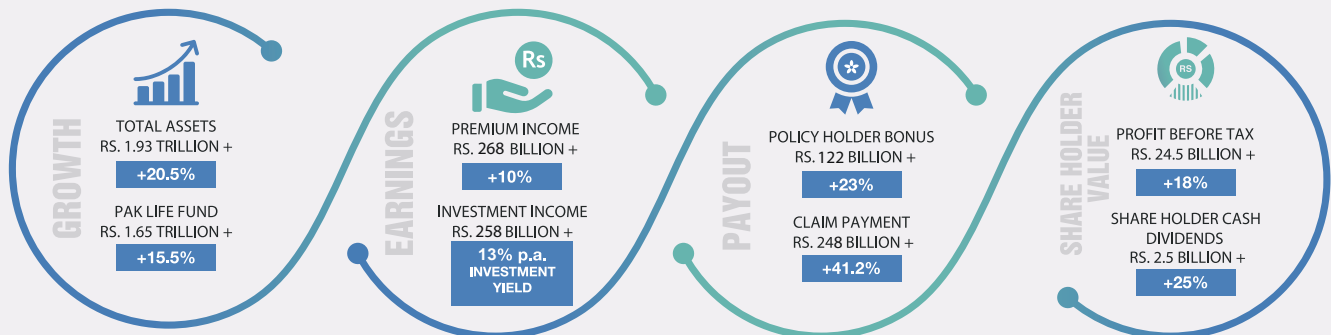 GROWTH
TOTAL ASSETS
RS. 1.93 TRILLION +
+20.5%
PAK LIFE FUND
RS. 1.65 TRILLION +
+15.5%
EARNINGS
Rs
PREMIUM INCOME
RS. 268 BILLION +
+10%
INVESTMENT INCOME
RS. 258 BILLION +
13% p.a.
INVESTMENT
YIELD
PAYOUT
POLICY HOLDER BONUS
RS. 122 BILLION +
+23%
CLAIM PAYMENT
RS. 248 BILLION +
+41.2%
SHARE HOLDER
VALUE
RS
PROFIT BEFORE TAX
RS. 24.5 BILLION +
+18%
SHARE HOLDER CASH
DIVIDENDS
RS. 2.5 BILLION +
+25%